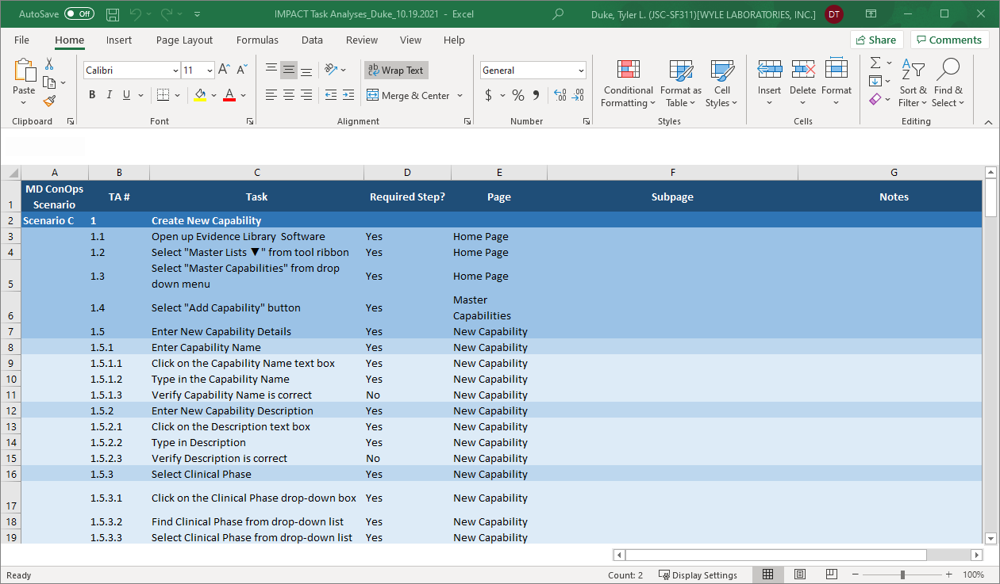 AutoSave Off IMPACT Task Analyses_Duke_10.19.2021 - Excel Duke, Tyler L. (JSC-SF311)[WYLE LABORATORIES, INC.] DT
File Home Insert Page Layout Formulas Data Review View Help Share Comments
Calibri 11 Wrap Text General
Paste B I U A Merge & Center $ % Conditional Formatting Format as Table Cell Styles Insert Delete Format Sort & Filter Find & Select
Clipboard Font Alignment Number Styles Cells Editing
A B C D E F G
1 MD ConOps Scenario TA # Task Required Step? Page Subpage Notes
2 Scenario C 1 Create New Capability
3 1.1 Open up Evidence Library Software Yes Home Page
4 1.2 Select "Master Lists ▼" from tool ribbon Yes Home Page
5 1.3 Select "Master Capabilities" from drop down menu Yes Home Page
6 1.4 Select "Add Capability" button Yes Master Capabilities
7 1.5 Enter New Capability Details Yes New Capability
8 1.5.1 Enter Capability Name Yes New Capability
9 1.5.1.1 Click on the Capability Name text box Yes New Capability
10 1.5.1.2 Type in the Capability Name Yes New Capability
11 1.5.1.3 Verify Capability Name is correct No New Capability
12 1.5.2 Enter New Capability Description Yes New Capability
13 1.5.2.1 Click on the Description text box Yes New Capability
14 1.5.2.2 Type in Description Yes New Capability
15 1.5.2.3 Verify Description is correct No New Capability
16 1.5.3 Select Clinical Phase Yes New Capability
17 1.5.3.1 Click on the Clinical Phase drop-down box Yes New Capability
18 1.5.3.2 Find Clinical Phase from drop-down list Yes New Capability
19 1.5.3.3 Select Clinical Phase from drop-down list Yes New Capability
Ready Count: 2 Display Settings 100%